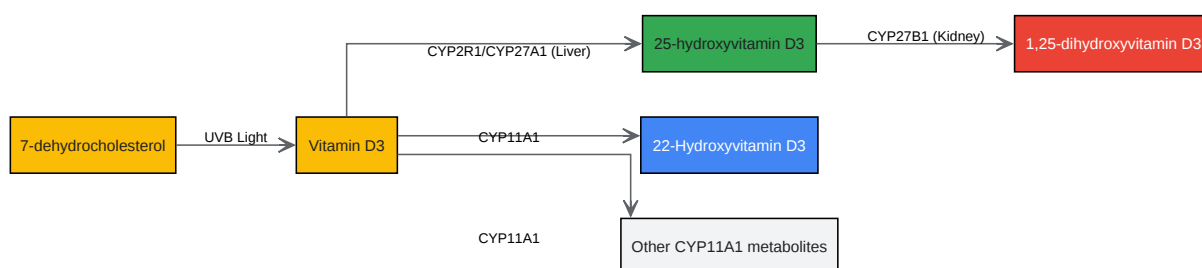 25-hydroxyvitamin D3
CYP27B1 (Kidney)
1,25-dihydroxyvitamin D3
CYP2R1/CYP27A1 (Liver)
7-dehydrocholesterol
UVB Light
Vitamin D3
CYP11A1
22-Hydroxyvitamin D3
CYP11A1
Other CYP11A1 metabolites